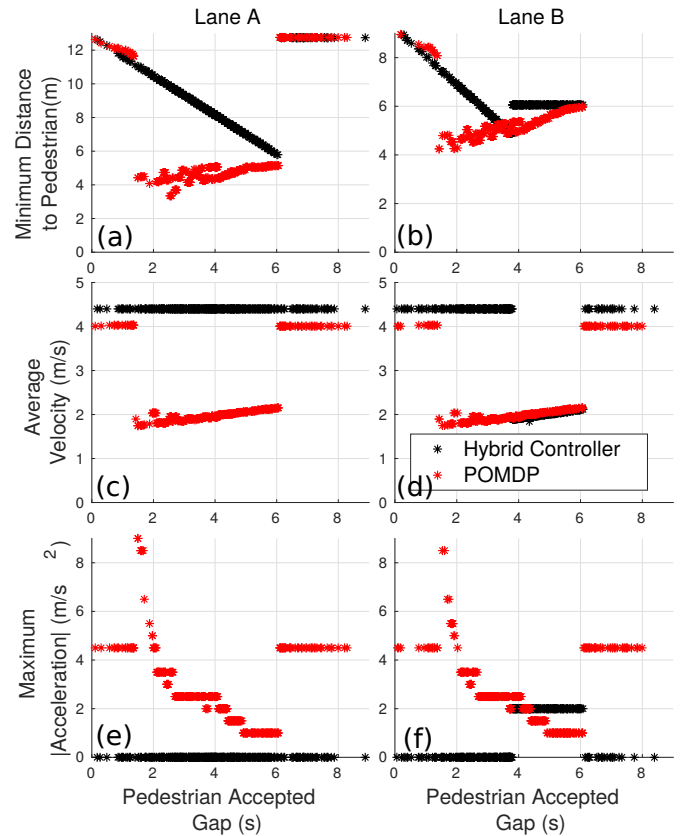 Lane A
Lane B
Minimum Distance
to Pedestrian(m)
12
10
8
6
4
2
0
(a)
0 2 4 6 8
8
6
4
2
0
(b)
0 2 4 6 8
Average
Velocity (m/s)
5
4
3
2
1
0
(c)
0 2 4 6 8
5
4
3
2
1
0
Hybrid Controller
POMDP
(d)
0 2 4 6 8
Maximum
|Acceleration| (m/s 2)
8
6
4
2
0
(e)
0 2 4 6 8
Pedestrian Accepted
Gap (s)
8
6
4
2
0
(f)
0 2 4 6 8
Pedestrian Accepted
Gap (s)